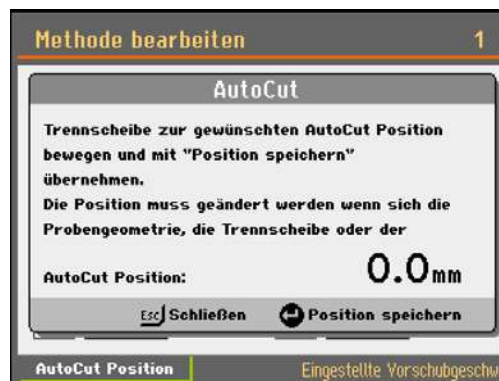 Methode bearbeiten 1
AutoCut
Trennscheibe zur gewünschten AutoCut Position
bewegen und mit "Position speichern"
übernehmen.
Die Position muss geändert werden wenn sich die
Probengeometrie, die Trennscheibe oder der
AutoCut Position: 0.0mm
Esc Schließen Position speichern
AutoCut Position Eingestellte Vorschubgeschw